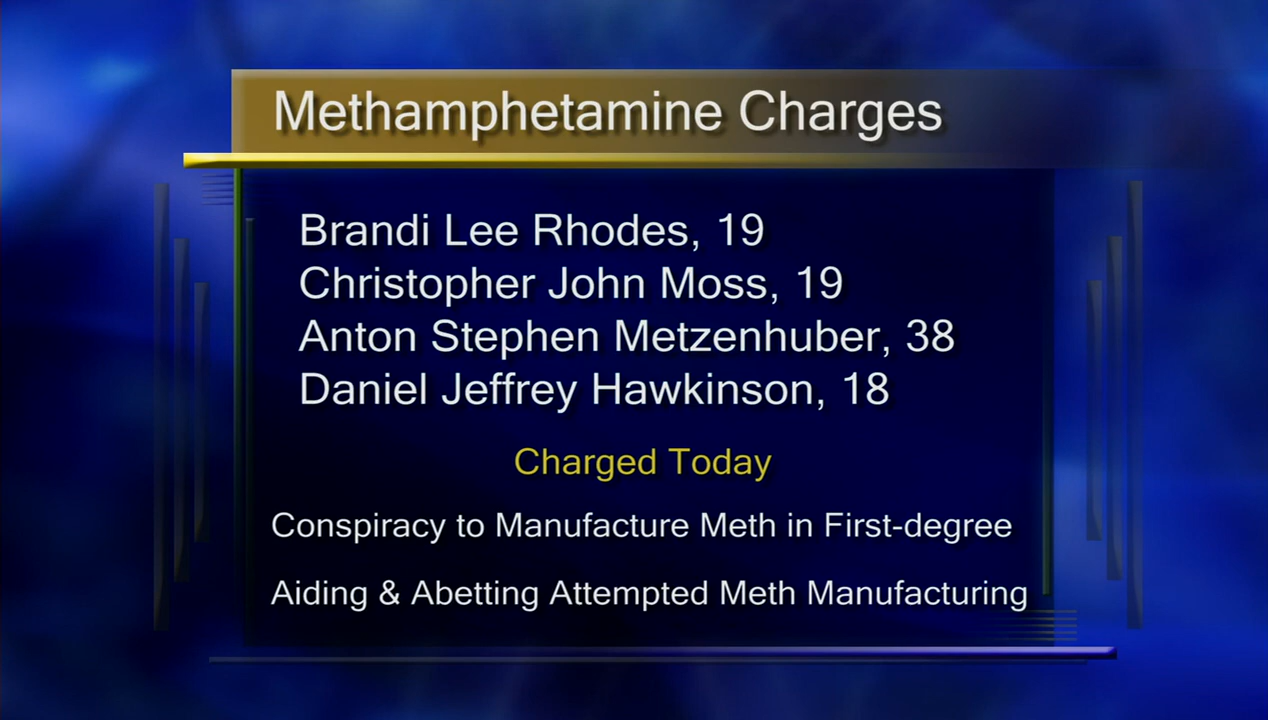 Methamphetamine Charges
Brandi Lee Rhodes, 19
Christopher John Moss, 19
Anton Stephen Metzenhuber, 38
Daniel Jeffrey Hawkinson, 18
Charged Today
Conspiracy to Manufacture Meth in First-degree
Aiding & Abetting Attempted Meth Manufacturing